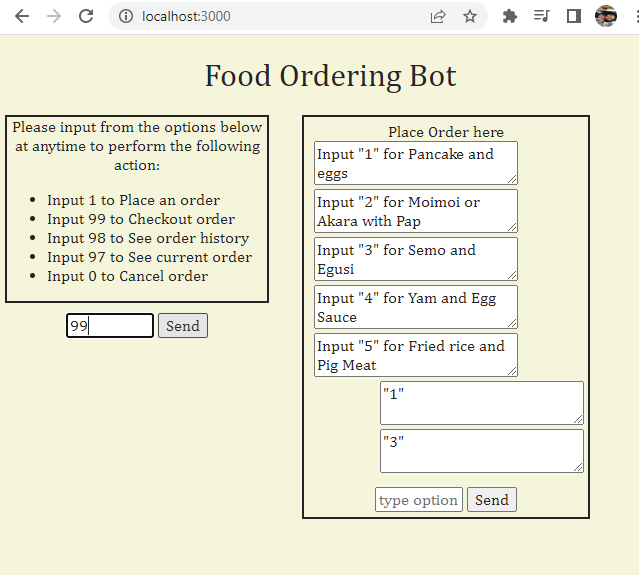 localhost:3000
Food Ordering Bot
Please input from the options below
at anytime to perform the following
action:
Input 1 to Place an order
Input 99 to Checkout order
Input 98 to See order history
Input 97 to See current order
Input 0 to Cancel order
99
Send
Place Order here
Input "1" for Pancake and
eggs
Input "2" for Moimoi or
Akara with Pap
Input "3" for Semo and
Egusi
Input "4" for Yam and Egg
Sauce
Input "5" for Fried rice and
Pig Meat
"1"
"3"
type option
Send